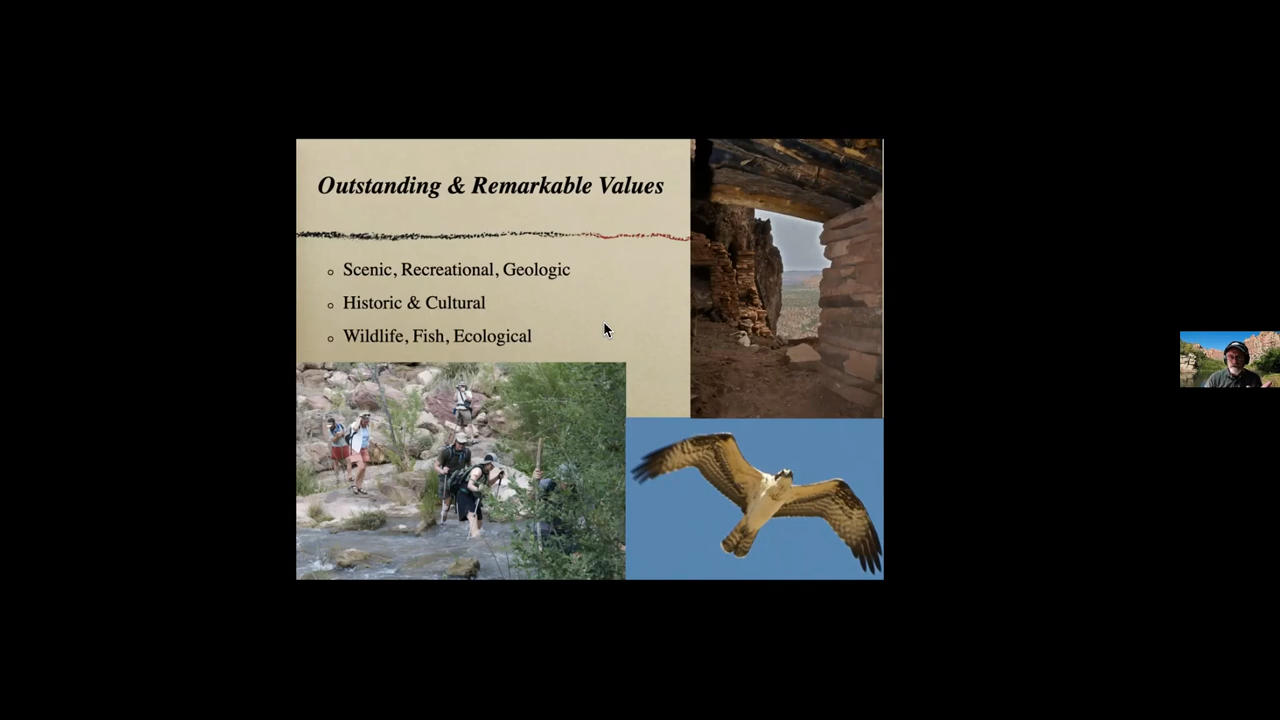 Outstanding & Remarkable Values
Scenic, Recreational, Geologic
Historic & Cultural
Wildlife, Fish, Ecological